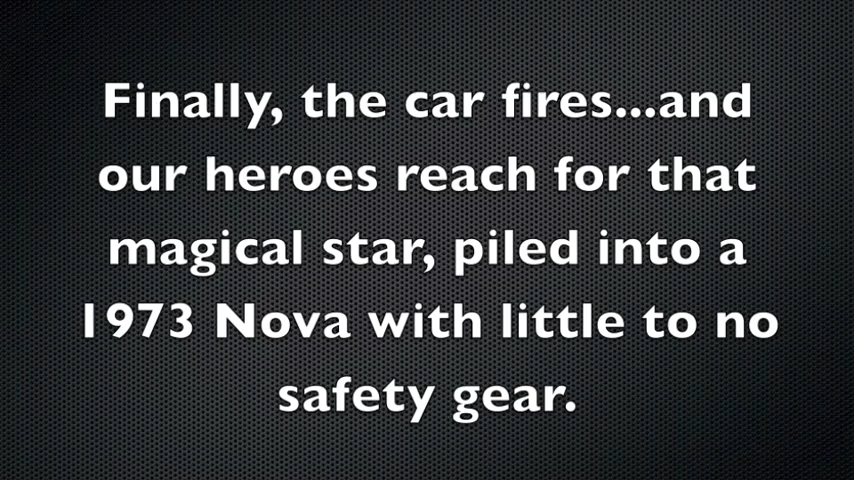 Finally, the car fires...and
our heroes reach for that
magical star, piled into a
1973 Nova with little to no
safety gear.